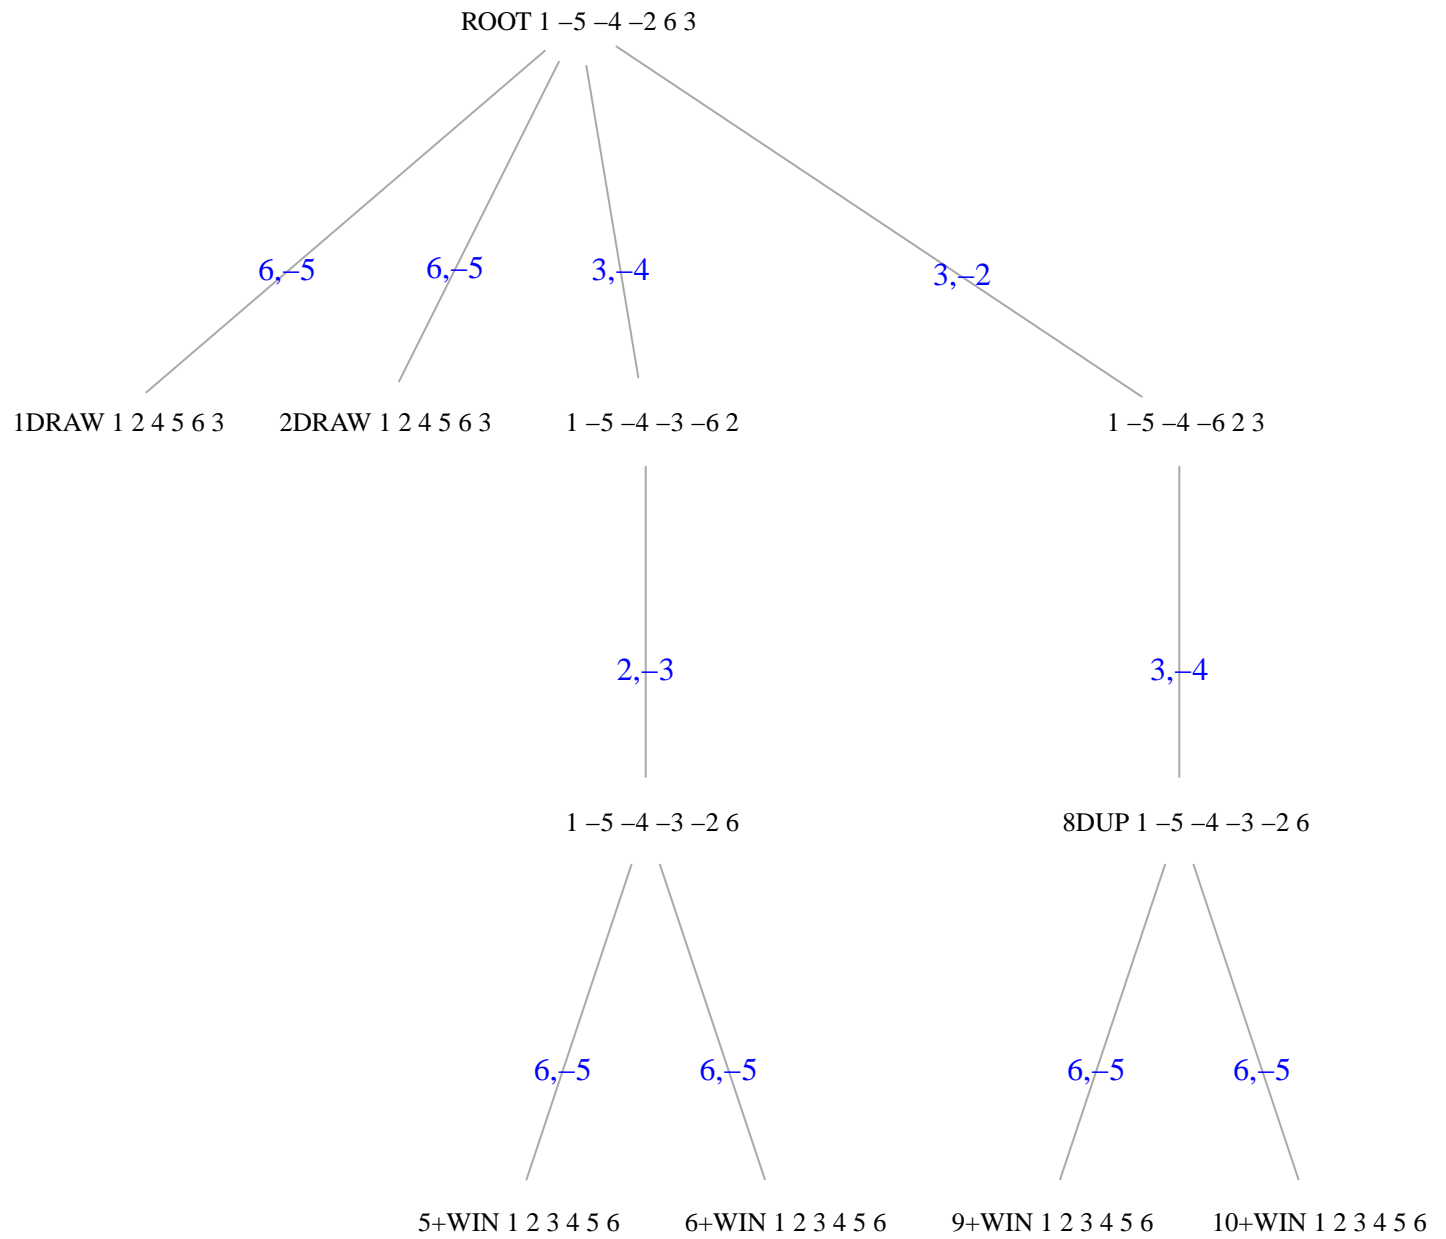 ROOT 1 –5 –4 –2 6 3
6,–5
6,–5
3,–4
3,–2
1DRAW 1 2 4 5 6 3
2DRAW 1 2 4 5 6 3
1 –5 –4 –3 –6 2
1 –5 –4 –6 2 3
2,–3
3,–4
1 –5 –4 –3 –2 6
8DUP 1 –5 –4 –3 –2 6
6,–5
6,–5
6,–5
6,–5
5+WIN 1 2 3 4 5 6
6+WIN 1 2 3 4 5 6
9+WIN 1 2 3 4 5 6
10+WIN 1 2 3 4 5 6